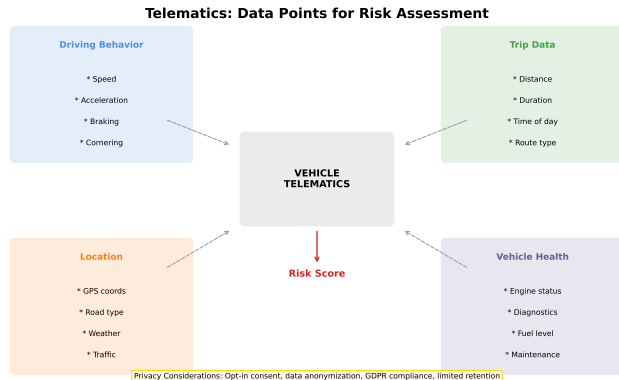 Telematics: Data Points for Risk Assessment
Driving Behavior
* Speed
* Acceleration
* Braking
* Cornering
Trip Data
* Distance
* Duration
* Time of day
* Route type
VEHICLE
TELEMATICS
Risk Score
Location
* GPS coords
* Road type
* Weather
* Traffic
Vehicle Health
* Engine status
* Diagnostics
* Fuel level
* Maintenance
Privacy Considerations: Opt-in consent, data anonymization, GDPR compliance, limited retention